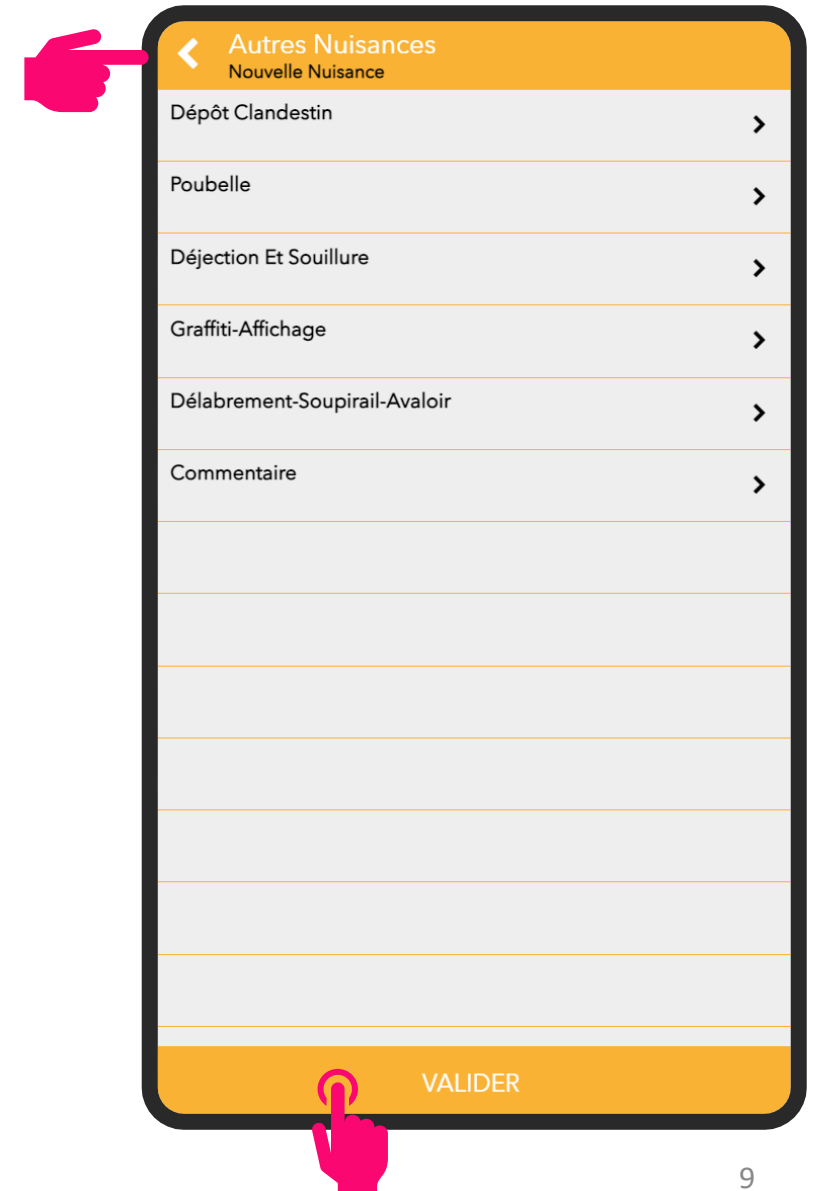 Autres Nuisances
Nouvelle Nuisance
Dépôt Clandestin
Poubelle
Déjection Et Souillure
Graffiti-Affichage
Délabrement-Soupirail-Avaloir
Commentaire
VALIDER
9